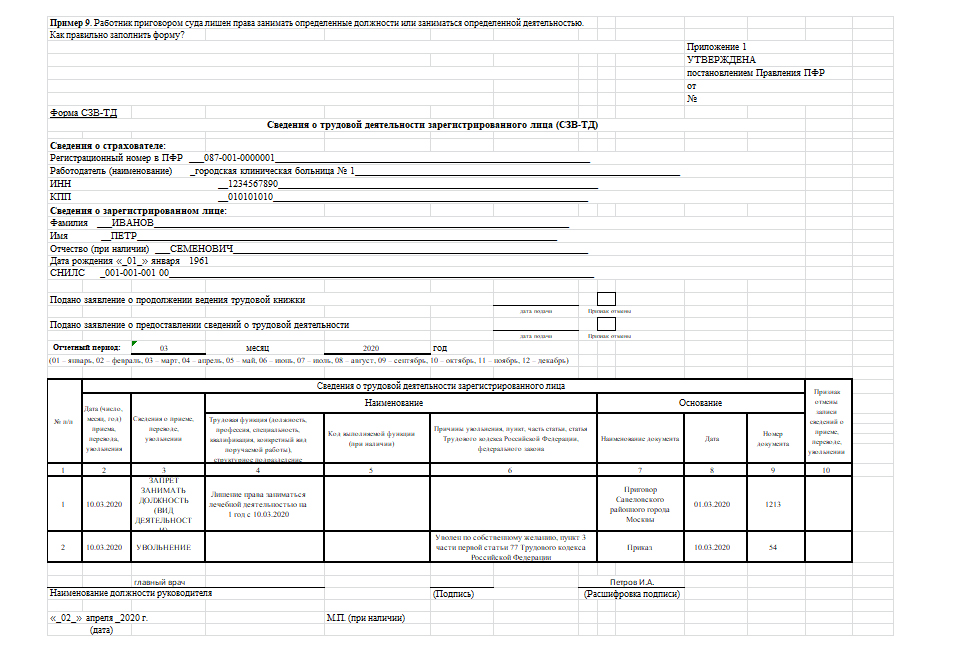 Пример 9. Работник приговором суда лишен права занимать определенные должности или заниматься определенной деятельностью.
Как правильно заполнить форму?
Приложение 1
УТВЕРЖДЕНА
постановлением Правления ПФР
от
№
Форма СЗВ-ТД
Сведения о трудовой деятельности зарегистрированного лица (СЗВ-ТД)
Сведения о страхователе:
Регистрационный номер в ПФР ___087-001-0000001___
Работодатель (наименование) _городская клиническая больница № 1___
ИНН __1234567890___
КПП __010101010___
Сведения о зарегистрированном лице:
Фамилия ___ИВАНОВ___
Имя __ПЕТР___
Отчество (при наличии) ___СЕМЕНОВИЧ___
Дата рождения «_01_» января 1961
СНИЛС _001-001-001 00___
Подано заявление о продолжении ведения трудовой книжки
дата подачи Признак отмены
Подано заявление о предоставлении сведений о трудовой деятельности
дата подачи Признак отмены
Отчетный период: 03 месяц 2020 год
(01 – январь, 02 – февраль, 03 – март, 04 – апрель, 05 – май, 06 – июнь, 07 – июль, 08 – август, 09 – сентябрь, 10 – октябрь, 11 – ноябрь, 12 – декабрь)
№ п/п
Дата (число,
месяц, год)
приема,
перевода,
увольнения
Сведения о приеме,
переводе,
увольнении
Сведения о трудовой деятельности зарегистрированного лица
Наименование
Трудовая функция (должность,
профессия, специальность,
квалификация, конкретный вид
поручаемой работы),
структурное подразделение
Код выполняемой функции
(при наличии)
Причины увольнения, пункт, часть статьи, статья
Трудового кодекса Российской Федерации,
федерального закона
Основание
Наименование документа
Дата
Номер
документа
Признак
отмены
записи
сведений о
приеме,
переводе,
увольнении
1 2 3 4 5 6 7 8 9 10
1
10.03.2020
ЗАПРЕТ
ЗАНИМАТЬ
ДОЛЖНОСТЬ
(ВИД
ДЕЯТЕЛЬНОСТ
И)
Лишение права заниматься
лечебной деятельностью на
1 год с 10.03.2020
Приговор
Савеловского
районного города
Москвы
01.03.2020
1213
2
10.03.2020
УВОЛЬНЕНИЕ
Уволен по собственному желанию, пункт 3
части первой статьи 77 Трудового кодекса
Российской Федерации
Приказ
10.03.2020
54
главный врач Петров И.А.
Наименование должности руководителя (Подпись) (Расшифровка подписи)
«_02_» апреля _2020 г. М.П. (при наличии)
(дата)